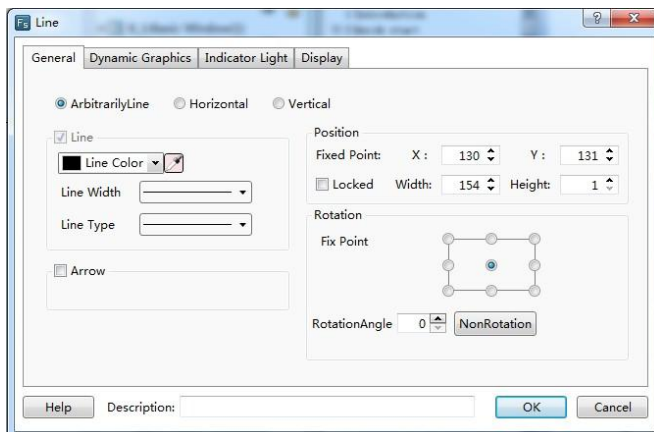 Fs Line
General Dynamic Graphics Indicator Light Display
ArbitrarilyLine Horizontal Vertical
Line
Line Color
Line Width
Line Type
Arrow
Position
Fixed Point: X : 130 Y : 131
Locked Width: 154 Height: 1
Rotation
Fix Point
RotationAngle 0 NonRotation
Help Description: OK Cancel